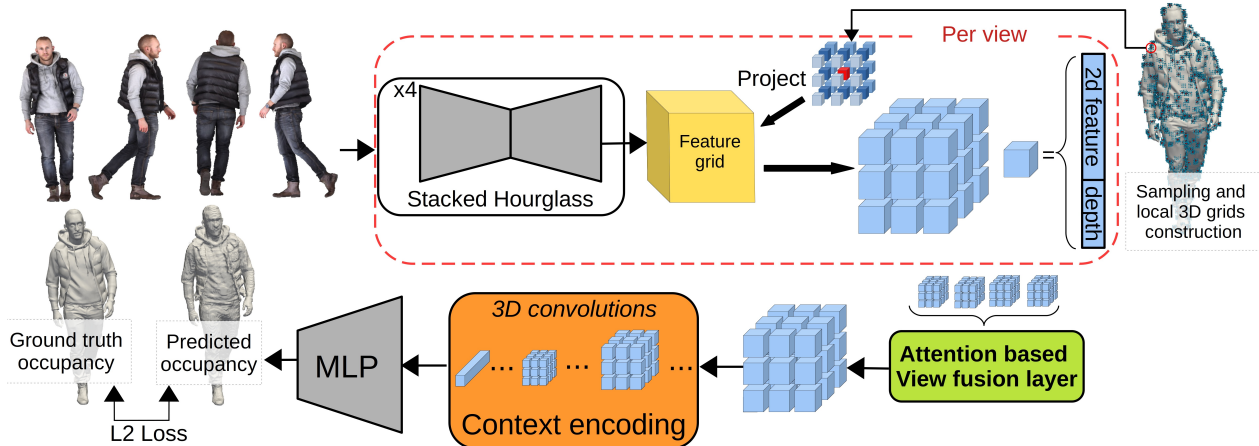 Per view
x4
Project
Feature
grid
Stacked Hourglass
=
2d feature
depth
Sampling and
local 3D grids
construction
Ground truth
occupancy
Predicted
occupancy
L2 Loss
MLP
3D convolutions
... ... ... 
Context encoding
Attention based
View fusion layer